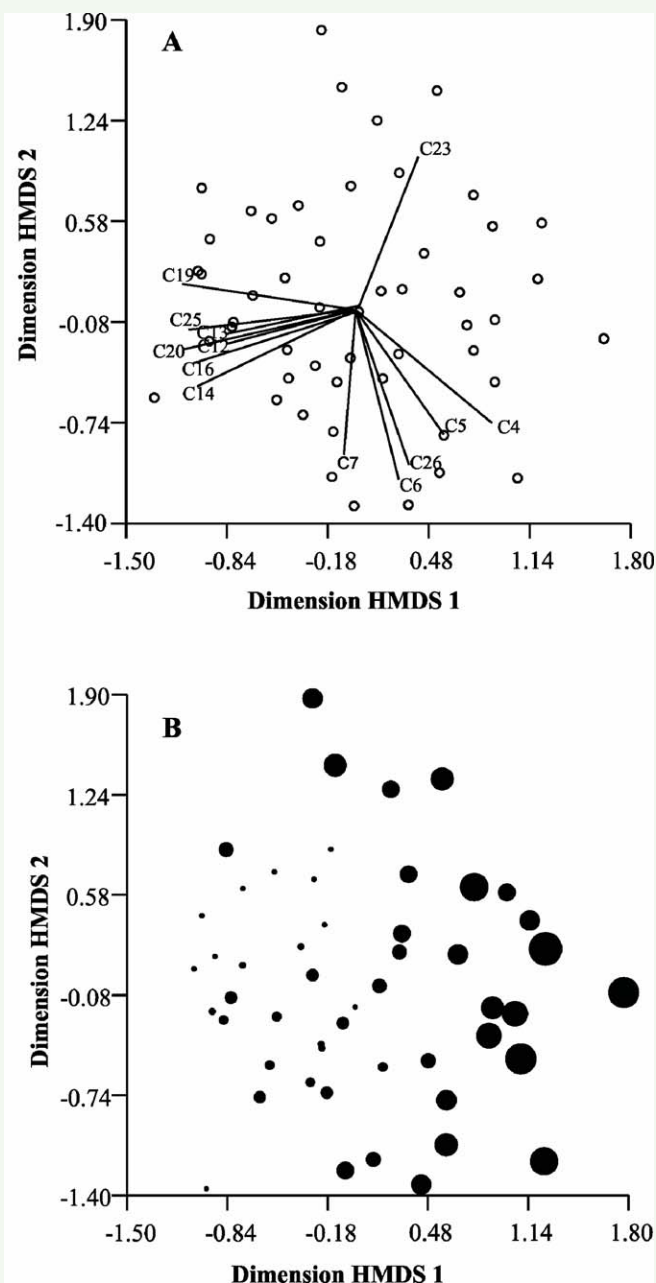 A
Dimension HMDS 2
1.90
1.24
0.58
-0.08
-0.74
-1.40
C23
C19
C25
C13
C20
C12
C16
C14
C5
C4
C7
C26
C6
-1.50 -0.84 -0.18 0.48 1.14 1.80
Dimension HMDS 1
B
Dimension HMDS 2
1.90
1.24
0.58
-0.08
-0.74
-1.40
-1.50 -0.84 -0.18 0.48 1.14 1.80
Dimension HMDS 1